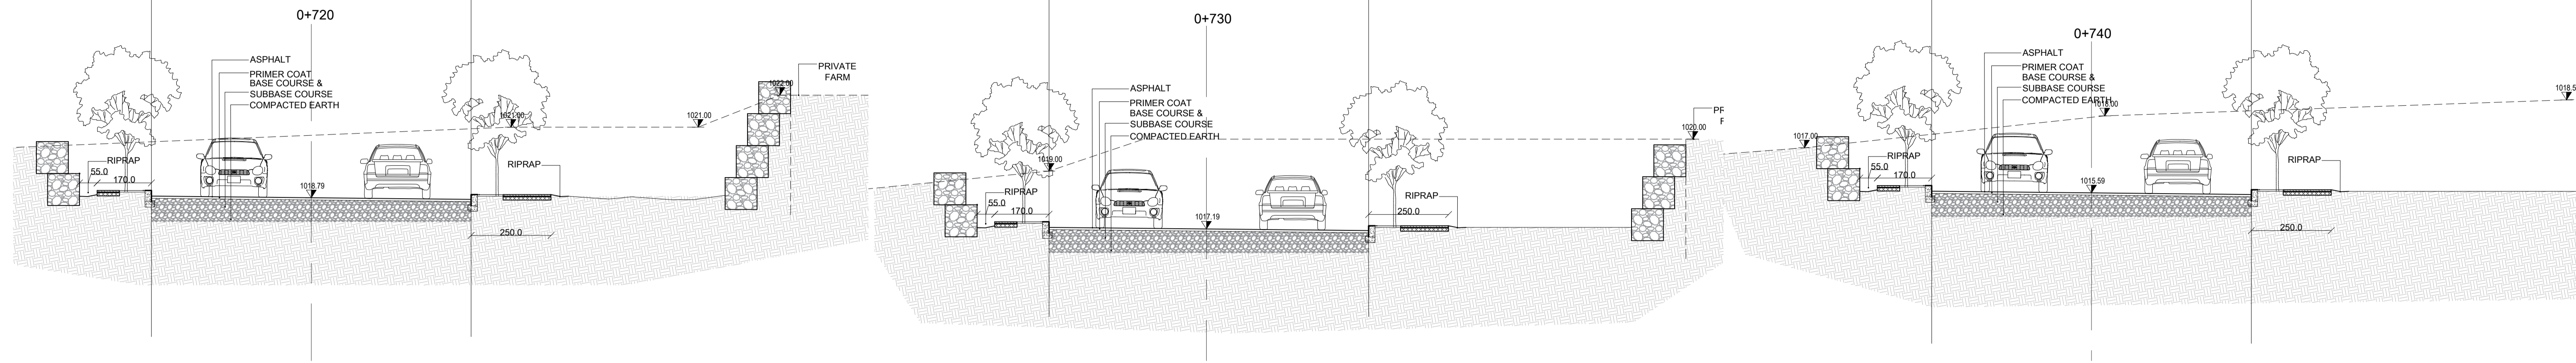 0+720
ASPHALT
PRIMER COAT
BASE COURSE &
SUBBASE COURSE
COMPACTED EARTH
PRIVATE
FARM
1022.00
1021.00
1021.00
RIPRAP
55.0
170.0
1018.79
RIPRAP
250.0
0+730
ASPHALT
PRIMER COAT
BASE COURSE &
SUBBASE COURSE
COMPACTED EARTH
1019.00
1020.00
RIPRAP
55.0
170.0
1017.19
RIPRAP
250.0
0+740
ASPHALT
PRIMER COAT
BASE COURSE &
SUBBASE COURSE
COMPACTED EARTH
1018.00
1017.00
1018.5
RIPRAP
55.0
170.0
1015.59
RIPRAP
250.0